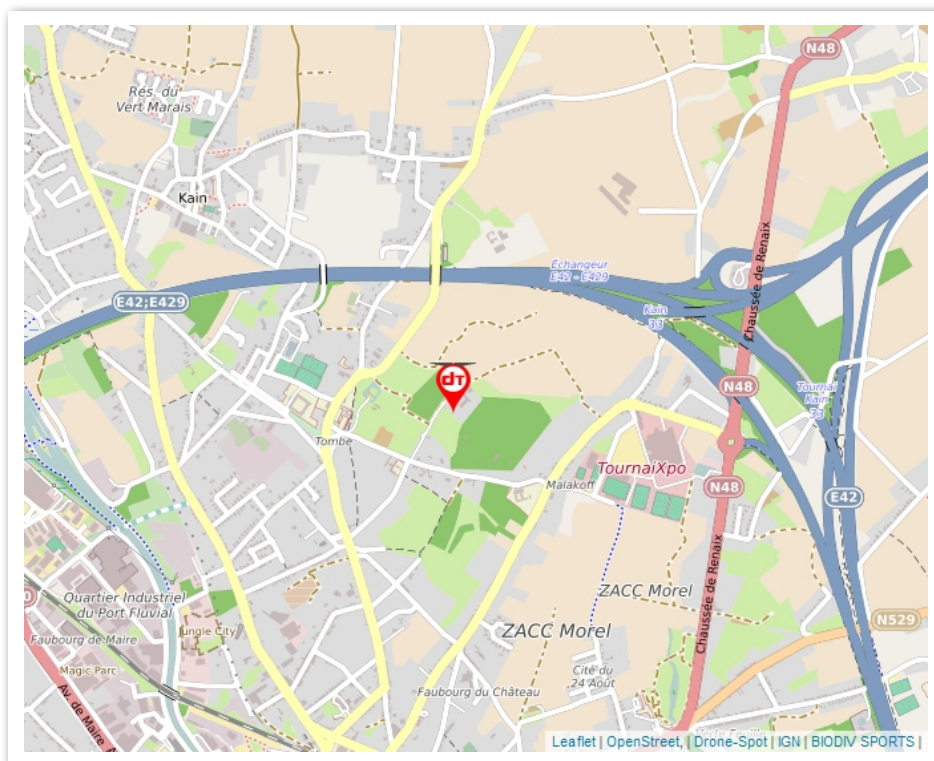 N48
Rés. du
Vert Marais
Kain
Échangeur
E42 - E429
Chaussée de Renaix
E42;E429
Kain
33
N48
Tournai
Kain
33
dT
Tombe
TournaiXpo
Malakoff
N48
E42
Chaussée de Renaix
ZACC Morel
Quartier Industriel
du Port Fluvial
N529
Jungle City
ZACC Morel
Faubourg de Maire
Magic Parc
Cité du
24 Août
Av. de Maire
Faubourg du Château
Leaflet | OpenStreet, | Drone-Spot | IGN | BIODIV SPORTS |